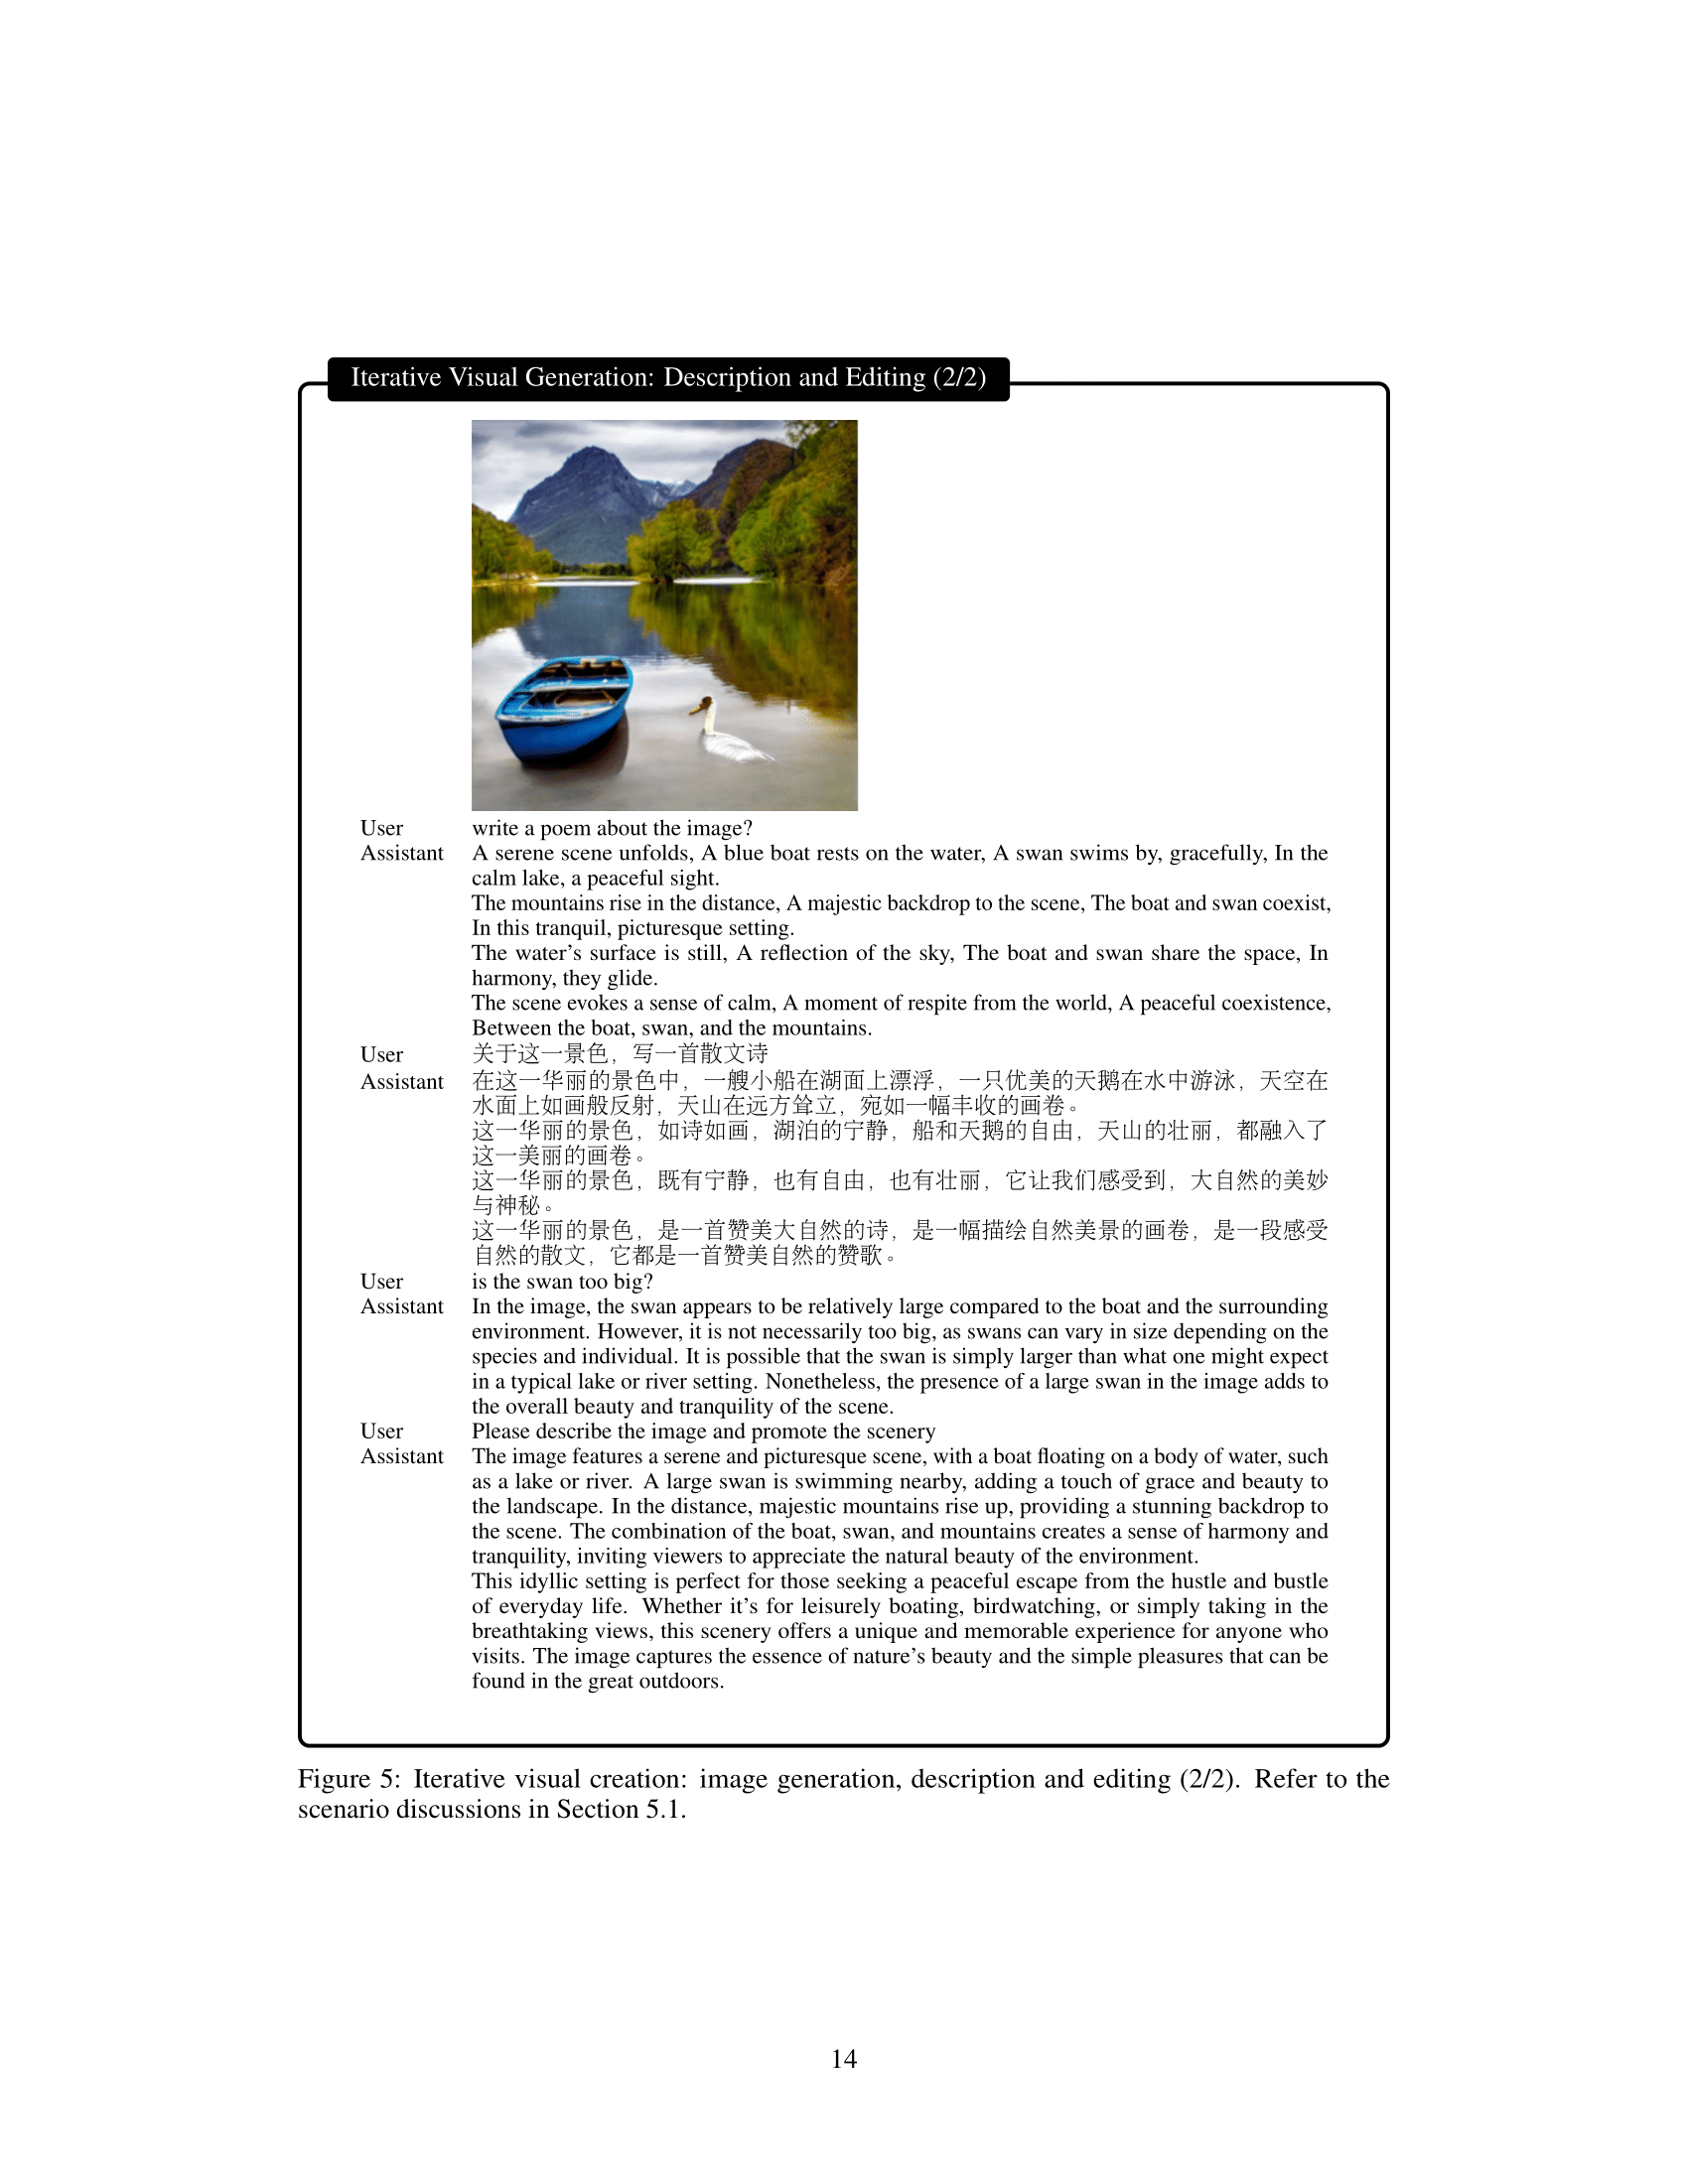 Iterative Visual Generation: Description and Editing (2/2)
User write a poem about the image?
Assistant A serene scene unfolds, A blue boat rests on the water, A swan swims by, gracefully, In the
calm lake, a peaceful sight.
The mountains rise in the distance, A majestic backdrop to the scene, The boat and swan coexist,
In this tranquil, picturesque setting.
The water's surface is still, A reflection of the sky, The boat and swan share the space, In
harmony, they glide.
The scene evokes a sense of calm, A moment of respite from the world, A peaceful coexistence,
Between the boat, swan, and the mountains.
User 关于这一景色，写一首散文诗
Assistant 在这一华丽的景色中，一艘小船在湖面上漂浮，一只优美的天鹅在水中游泳，天空在
水面上如画般反射，天山在远方耸立，宛如一幅丰收的画卷。
这一华丽的景色，如诗如画，湖泊的宁静，船和天鹅的自由，天山的壮丽，都融入了
这一美丽的画卷。
这一华丽的景色，既有宁静，也有自由，也有壮丽，它让我们感受到，大自然的美妙
与神秘。
这一华丽的景色，是一首赞美大自然的诗，是一幅描绘自然美景的画卷，是一段感受
自然的散文，它都是一首赞美自然的赞歌。
User is the swan too big?
Assistant In the image, the swan appears to be relatively large compared to the boat and the surrounding
environment. However, it is not necessarily too big, as swans can vary in size depending on the
species and individual. It is possible that the swan is simply larger than what one might expect
in a typical lake or river setting. Nonetheless, the presence of a large swan in the image adds to
the overall beauty and tranquility of the scene.
User Please describe the image and promote the scenery
Assistant The image features a serene and picturesque scene, with a boat floating on a body of water, such
as a lake or river. A large swan is swimming nearby, adding a touch of grace and beauty to
the landscape. In the distance, majestic mountains rise up, providing a stunning backdrop to
the scene. The combination of the boat, swan, and mountains creates a sense of harmony and
tranquility, inviting viewers to appreciate the natural beauty of the environment.
This idyllic setting is perfect for those seeking a peaceful escape from the hustle and bustle
of everyday life. Whether it's for leisurely boating, birdwatching, or simply taking in the
breathtaking views, this scenery offers a unique and memorable experience for anyone who
visits. The image captures the essence of nature's beauty and the simple pleasures that can be
found in the great outdoors.
Figure 5: Iterative visual creation: image generation, description and editing (2/2). Refer to the
scenario discussions in Section 5.1.
14